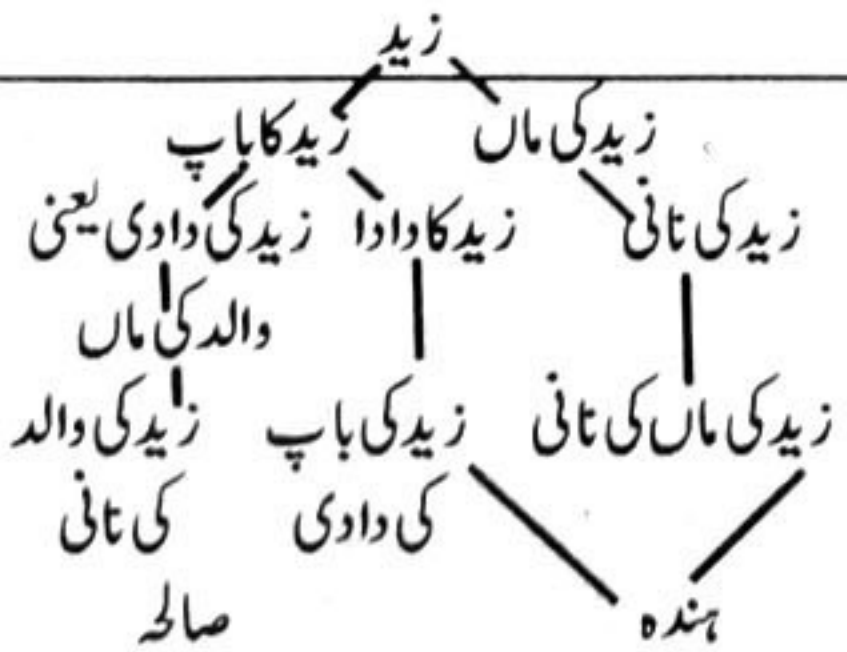 زید
زید کی ماں زید کا باپ
زید کی نانی زید کا دادا زید کی دادی یعنی
والد کی ماں
زید کی ماں کی نانی زید کی باپ زید کی والد
کی دادی کی نانی
ہندہ صالحہ